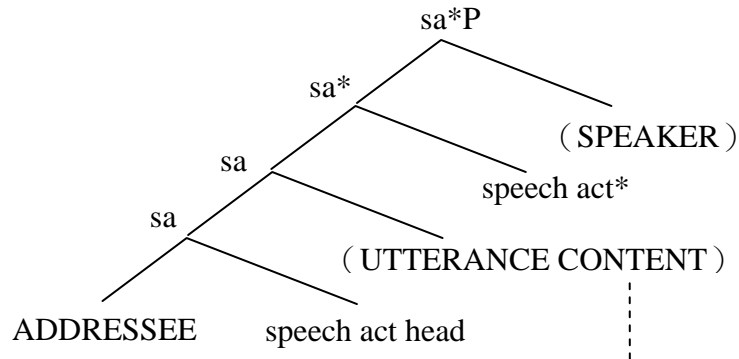 sa*P
sa*
（SPEAKER）
sa
speech act*
sa
（UTTERANCE CONTENT）
ADDRESSEE speech act head